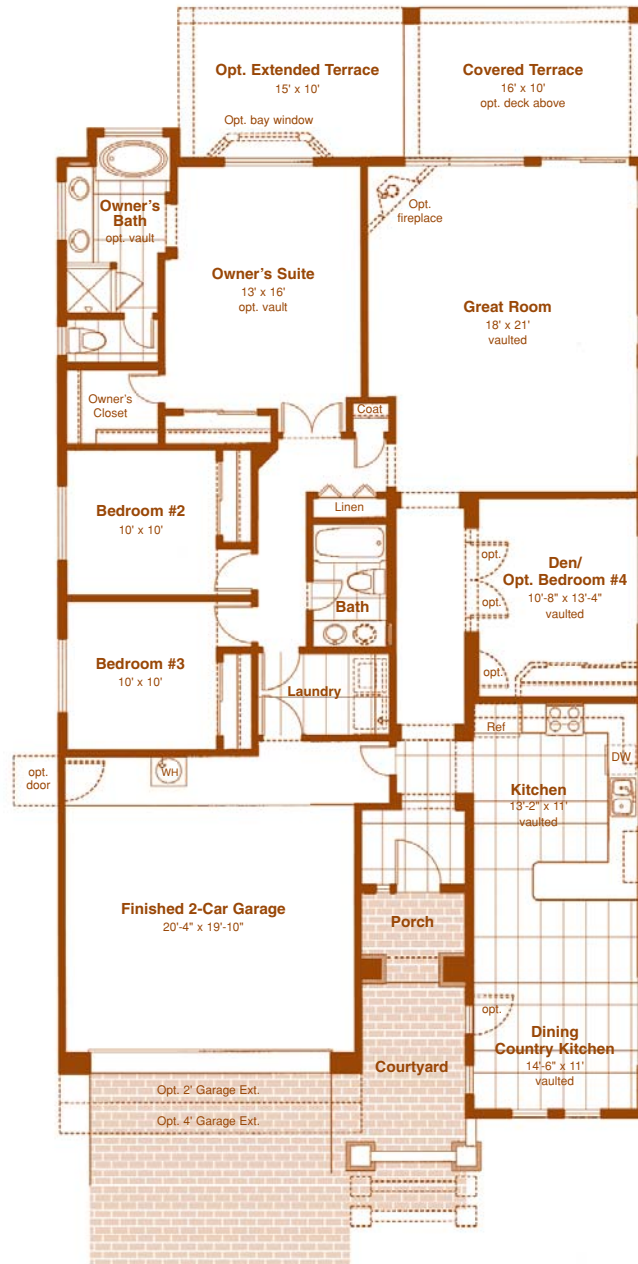 Opt. Extended Terrace
15' x 10'
Covered Terrace
16' x 10'
opt. deck above
Opt. bay window
Owner's
Bath
opt. vault
Opt.
fireplace
Owner's Suite
13' x 16'
opt. vault
Great Room
18' x 21'
vaulted
Owner's
Closet
Coat
Linen
Bedroom #2
10' x 10'
opt.
opt.
opt.
Den/
Opt. Bedroom #4
10'-8" x 13'-4"
vaulted
Bath
Bedroom #3
10' x 10'
Laundry
Ref
DW
opt.
door
WH
Kitchen
13'-2" x 11'
vaulted
Finished 2-Car Garage
20'-4" x 19'-10"
Porch
opt.
Dining
Country Kitchen
14'-6" x 11'
vaulted
Courtyard
Opt. 2' Garage Ext.
Opt. 4' Garage Ext.